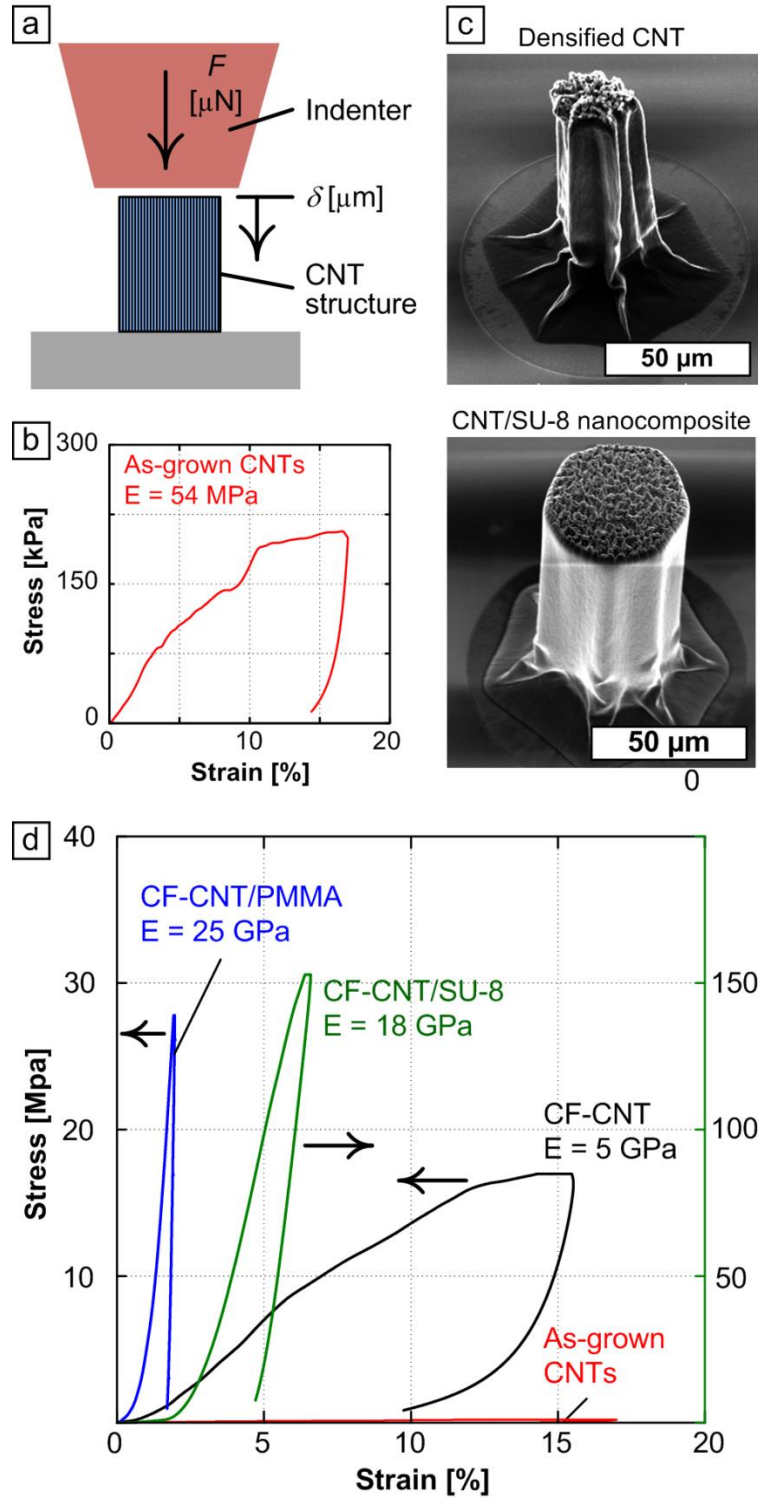 a
F
[μN]
Indenter
δ [μm]
CNT
structure
b
300
150
0
As-grown CNTs
E = 54 MPa
Stress [kPa]
0
10
20
Strain [%]
c
Densified CNT
50 μm
CNT/SU-8 nanocomposite
50 μm
0
d
40
30
20
10
0
5
10
15
20
150
100
50
CF-CNT/PMMA
E = 25 GPa
CF-CNT/SU-8
E = 18 GPa
CF-CNT
E = 5 GPa
As-grown
CNTs
Stress [Mpa]
Strain [%]